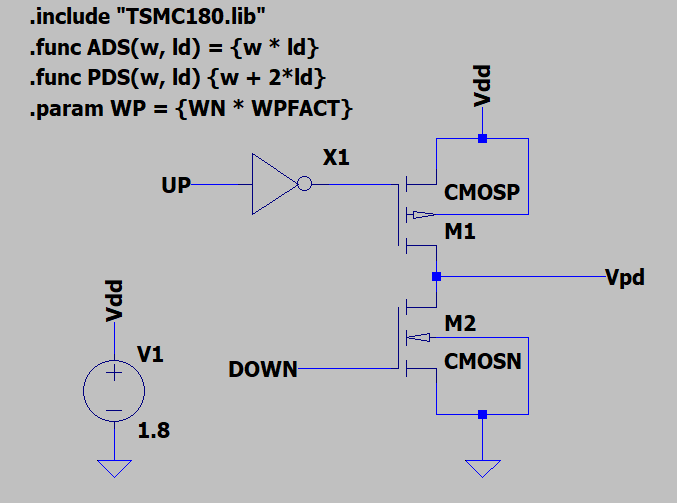 .include "TSMC180.lib"
.func ADS(w, ld) = {w * ld}
.func PDS(w, ld) {w + 2*ld}
.param WP = {WN * WPFACT}
Vdd
X1
UP
CMOSP
M1
Vpd
Vdd
M2
V1
DOWN
CMOSN
1.8